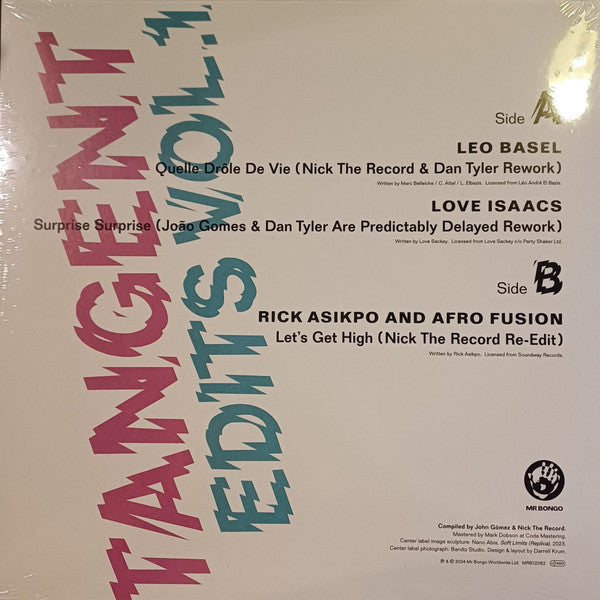 TANGENT
EDITS VOL.1
Side A
LEO BASEL
Quelle Drôle De Vie (Nick The Record & Dan Tyler Rework)
Written by Marc Bellaiche / C. Attal / L. Elbazis. Licensed from Léo André El Bazis.
LOVE ISAACS
Surprise Surprise (João Gomes & Dan Tyler Are Predictably Delayed Rework)
Written by Love Sackey. Licensed from Love Sackey c/o Party Shaker Ltd.
Side B
RICK ASIKPO AND AFRO FUSION
Let's Get High (Nick The Record Re-Edit)
Written by Rick Asikpo. Licensed from Soundway Records.
MR BONGO
Compiled by John Gómez & Nick The Record.
Mastered by Mark Dobson at Coda Mastering.
Center label image sculpture: Nano Abia, Soft Limits (Replica), 2023.
Center label photograph: Bandiz Studio. Design & layout by Darrell Krum.
℗ & © 2024 Mr Bongo Worldwide Ltd. MRB12062